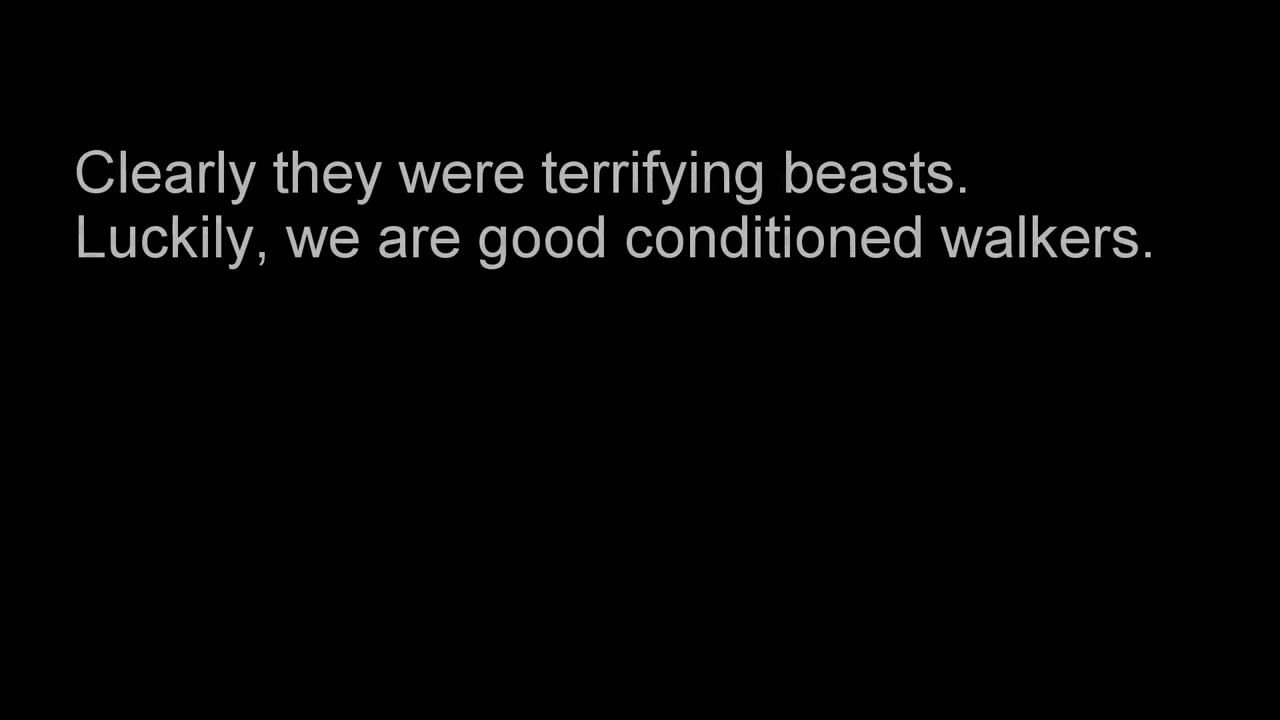 Clearly they were terrifying beasts.
Luckily, we are good conditioned walkers.